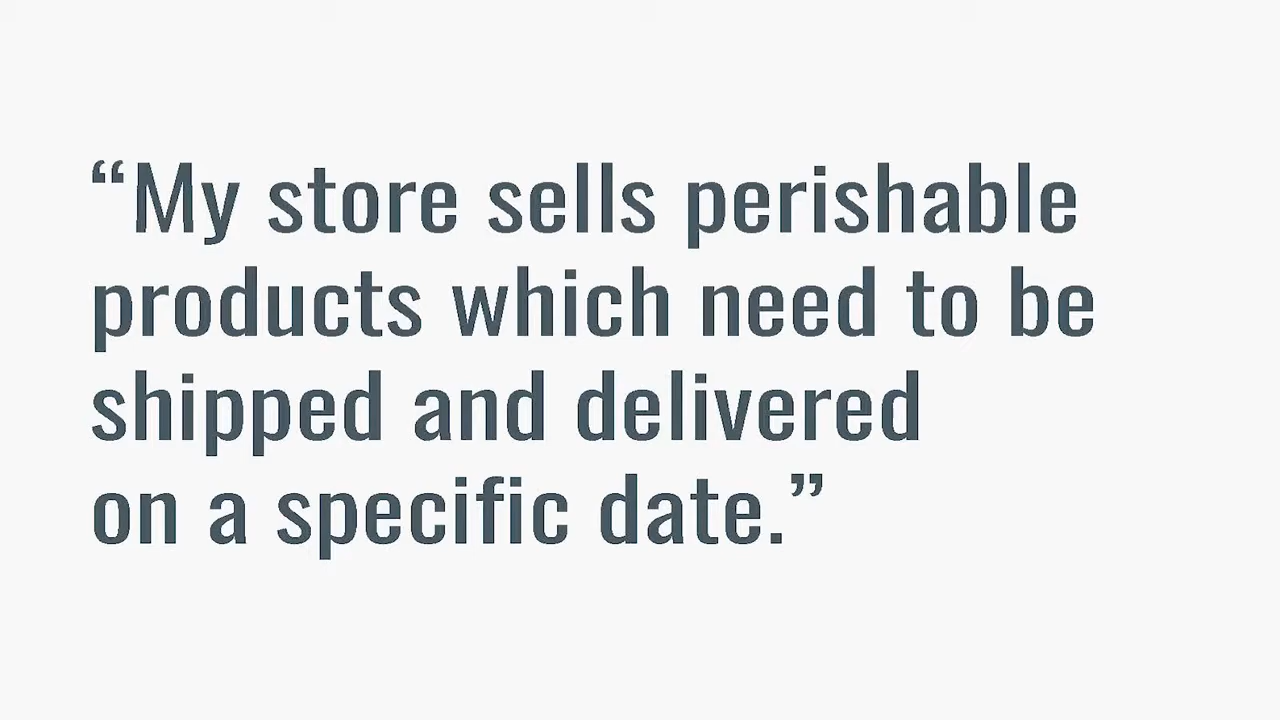 “My store sells perishable
products which need to be
shipped and delivered
on a specific date.”